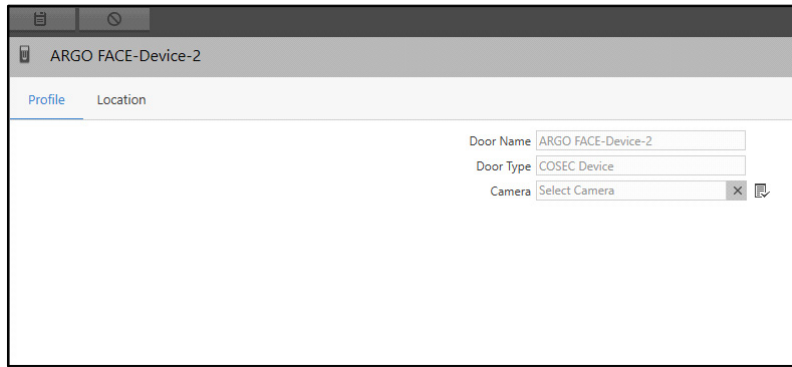 ARGO FACE-Device-2
Profile Location
Door Name ARGO FACE-Device-2
Door Type COSEC Device
Camera Select Camera